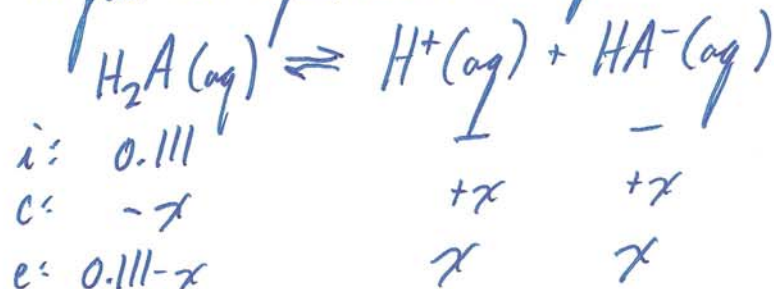 H₂A(aq) ⇌ H⁺(aq) + HA⁻(aq)
i: 0.111 — —
c: -x +x +x
e: 0.111-x x x